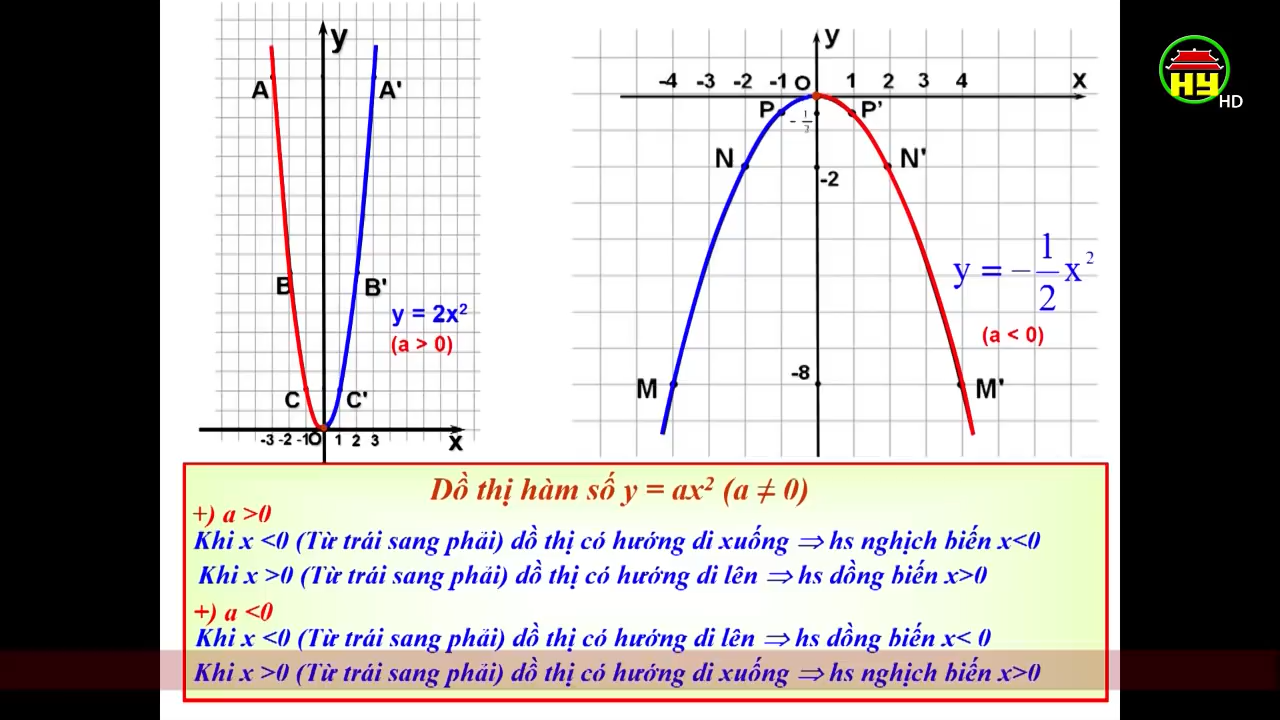 y
A
A'
B
B'
y = 2x²
(a > 0)
C
C'
-3 -2 -1 O 1 2 3
x
y
-4 -3 -2 -1 O 1 2 3 4 x
P
P'
N
N'
-2
y = -1/2 x²
(a < 0)
-8
M
M'
HY HD
Dồ thị hàm số y = ax² (a ≠ 0)
+) a >0
Khi x <0 (Từ trái sang phải) dồ thị có hướng di xuống ⇒ hs nghịch biến x<0
Khi x >0 (Từ trái sang phải) dồ thị có hướng di lên ⇒ hs dồng biến x>0
+) a <0
Khi x <0 (Từ trái sang phải) dồ thị có hướng di lên ⇒ hs dồng biến x< 0
Khi x >0 (Từ trái sang phải) dồ thị có hướng di xuống ⇒ hs nghịch biến x>0